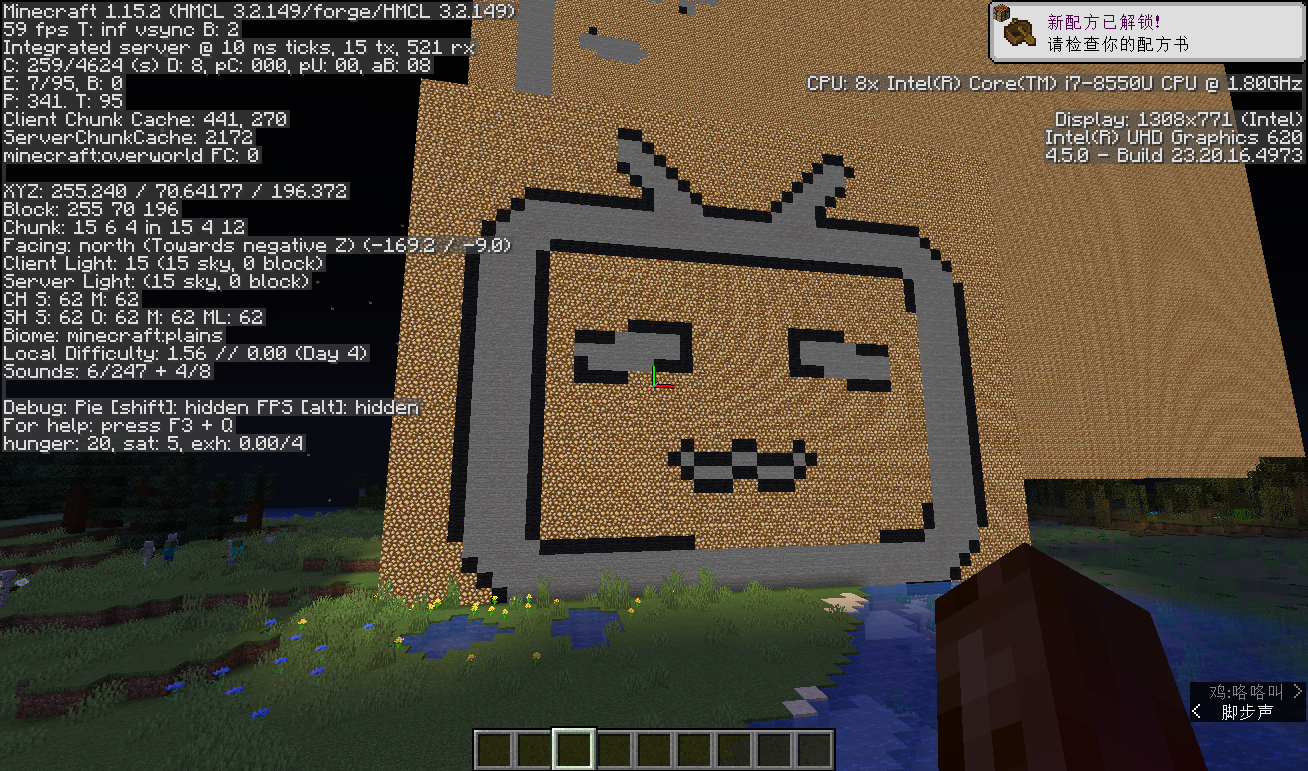 Minecraft 1.15.2 (HMCL 3.2.149/forge/HMCL 3.2.149)
59 fps T: inf vsync B: 2
Integrated server @ 10 ms ticks, 15 tx, 521 rx
C: 259/4624 (s) D: 8, pC: 000, pU: 00, aB: 08
E: 7/95, B: 0
P: 341. T: 95
Client Chunk Cache: 441, 270
ServerChunkCache: 2172
minecraft:overworld FC: 0
XYZ: 255.240 / 70.64177 / 196.372
Block: 255 70 196
Chunk: 15 6 4 in 15 4 12
Facing: north (Towards negative Z) (-169.2 / -9.0)
Client Light: 15 (15 sky, 0 block)
Server Light: (15 sky, 0 block)
CH S: 62 M: 62
SH S: 62 O: 62 M: 62 ML: 62
Biome: minecraft:plains
Local Difficulty: 1.56 // 0.00 (Day 4)
Sounds: 6/247 + 4/8
Debug: Pie [shift]: hidden FPS [alt]: hidden
For help: press F3 + Q
hunger: 20, sat: 5, exh: 0.00/4
新配方已解锁!
请检查你的配方书
CPU: 8x Intel(R) Core(TM) i7-8550U CPU @ 1.80GHz
Display: 1308x771 (Intel)
Intel(R) UHD Graphics 620
4.5.0 - Build 23.20.16.4973
鸡:咯咯叫 >
< 脚步声